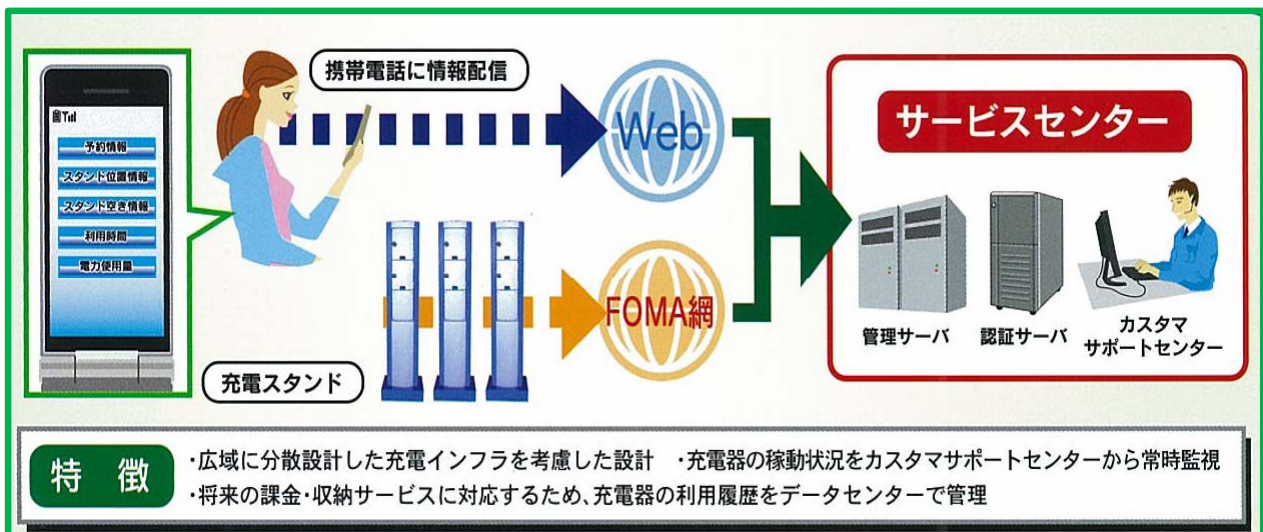 携帯電話に情報配信
予約情報
スタンド位置情報
スタンド空き情報
利用時間
電力使用量
Web
FOMA網
充電スタンド
サービスセンター
管理サーバ
認証サーバ
カスタマ
サポートセンター
特 徴
・広域に分散設計した充電インフラを考慮した設計 ・充電器の稼動状況をカスタマサポートセンターから常時監視
・将来の課金・収納サービスに対応するため、充電器の利用履歴をデータセンターで管理